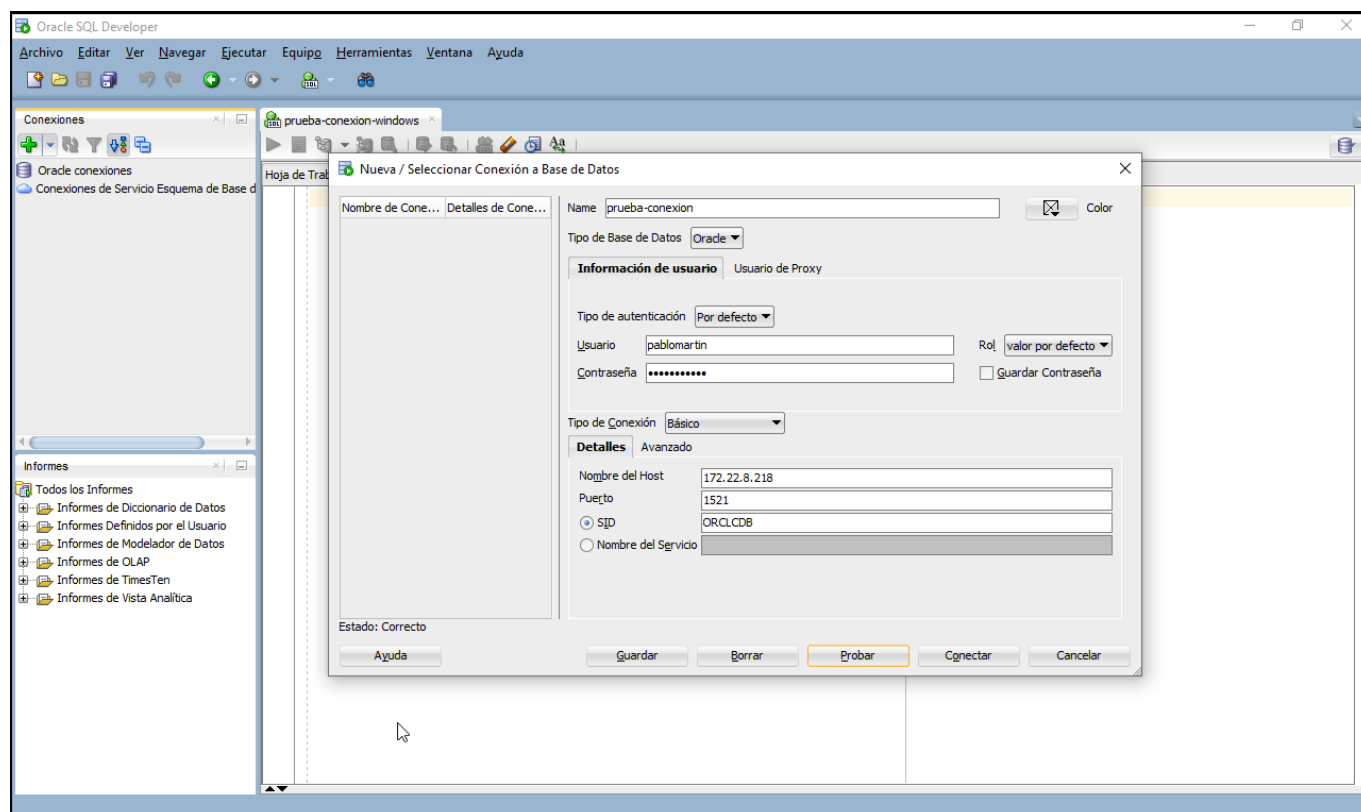 Oracle SQL Developer
Archivo Editar Ver Navegar Ejecutar Equipo Herramientas Ventana Ayuda
Conexiones
Oracle conexiones
Conexiones de Servicio Esquema de Base d
Informes
Todos los Informes
Informes de Diccionario de Datos
Informes Definidos por el Usuario
Informes de Modelador de Datos
Informes de OLAP
Informes de TimesTen
Informes de Vista Analítica
prueba-conexion-windows
Hoja de Trab
Nueva / Seleccionar Conexión a Base de Datos
Nombre de Cone... Detalles de Cone...
Name prueba-conexion Color
Tipo de Base de Datos Oracle
Información de usuario Usuario de Proxy
Tipo de autenticación Por defecto
Usuario pablomartin Rol valor por defecto
Contraseña ••••••••••• Guardar Contraseña
Tipo de Conexión Básico
Detalles Avanzado
Nombre del Host 172.22.8.218
Puerto 1521
SID ORCLCDB
Nombre del Servicio
Estado: Correcto
Ayuda Guardar Borrar Probar Conectar Cancelar